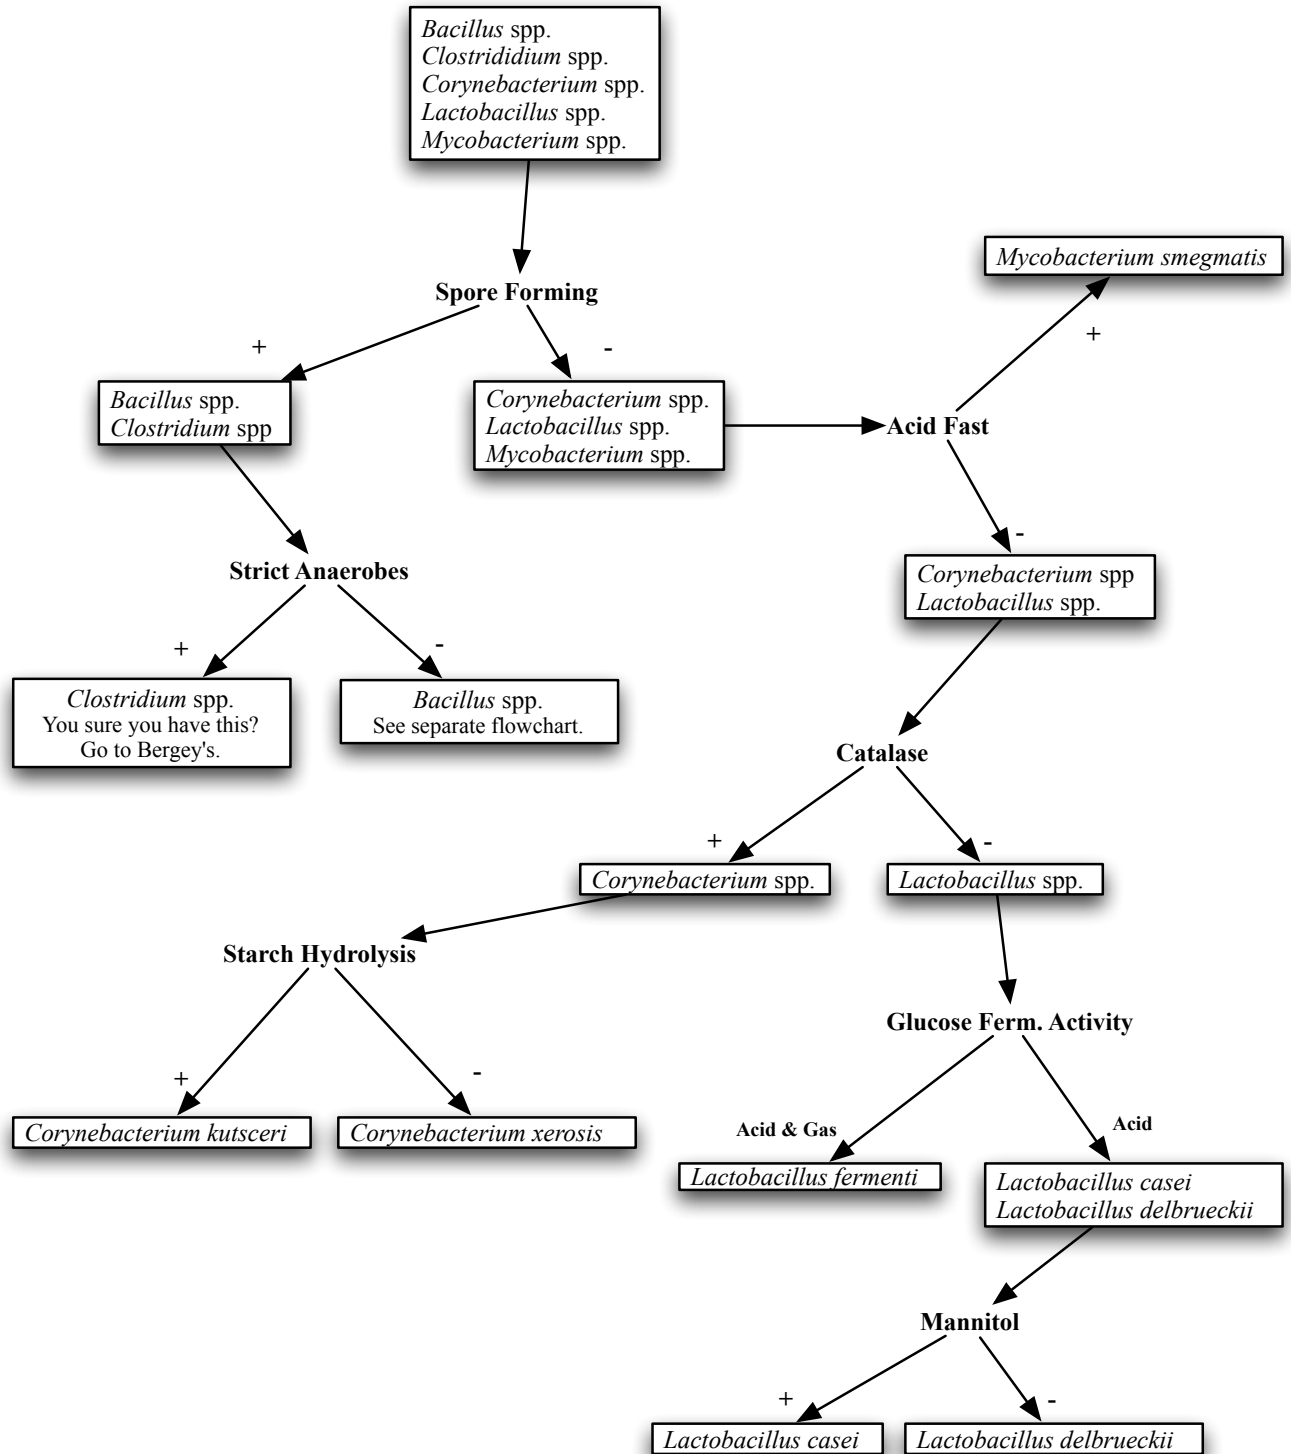 Bacillus spp.
Clostrididium spp.
Corynebacterium spp.
Lactobacillus spp.
Mycobacterium spp.
Mycobacterium smegmatis
Spore Forming
+
-
+
Bacillus spp.
Clostridium spp
Corynebacterium spp.
Lactobacillus spp.
Mycobacterium spp.
Acid Fast
-
Strict Anaerobes
Corynebacterium spp
Lactobacillus spp.
+
-
Clostridium spp.
You sure you have this?
Go to Bergey's.
Bacillus spp.
See separate flowchart.
Catalase
+
-
Corynebacterium spp.
Lactobacillus spp.
Starch Hydrolysis
Glucose Ferm. Activity
+
-
Corynebacterium kutsceri
Corynebacterium xerosis
Acid & Gas
Acid
Lactobacillus fermenti
Lactobacillus casei
Lactobacillus delbrueckii
Mannitol
+
-
Lactobacillus casei
Lactobacillus delbrueckii